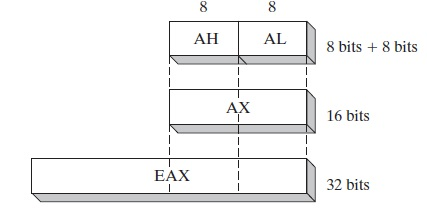 8 8
AH AL 8 bits + 8 bits
AX 16 bits
EAX 32 bits